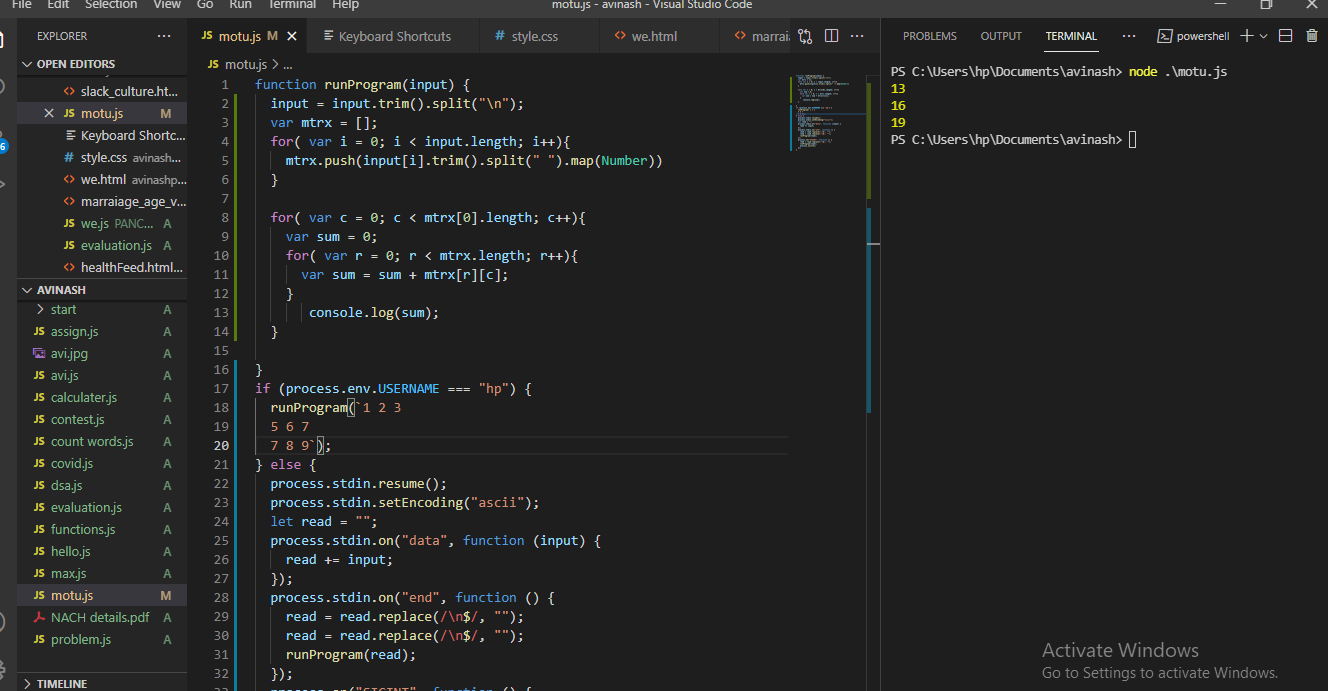 File Edit Selection View Go Run Terminal Help motu.js - avinash - Visual Studio Code
EXPLORER ···
OPEN EDITORS
slack_culture.ht...
JS motu.js M
Keyboard Shortc...
# style.css avinash...
<> we.html avinashp...
<> marraiage_age_v...
JS we.js PANC... A
JS evaluation.js A
<> healthFeed.html...
AVINASH
start A
JS assign.js A
avi.jpg A
JS avi.js A
JS calculater.js A
JS contest.js A
JS count words.js A
JS covid.js A
JS dsa.js A
JS evaluation.js A
JS functions.js A
JS hello.js A
JS max.js A
JS motu.js M
NACH details.pdf A
JS problem.js A
TIMELINE
6
JS motu.js M Keyboard Shortcuts # style.css <> we.html <> marrai
JS motu.js > ...
1 function runProgram(input) {
2 input = input.trim().split("\n");
3 var mtrx = [];
4 for( var i = 0; i < input.length; i++){
5 mtrx.push(input[i].trim().split(" ").map(Number))
6 }
7
8 for( var c = 0; c < mtrx[0].length; c++){
9 var sum = 0;
10 for( var r = 0; r < mtrx.length; r++){
11 var sum = sum + mtrx[r][c];
12 }
13 console.log(sum);
14 }
15
16 }
17 if (process.env.USERNAME === "hp") {
18 runProgram(`1 2 3
19 5 6 7
20 7 8 9`);
21 } else {
22 process.stdin.resume();
23 process.stdin.setEncoding("ascii");
24 let read = "";
25 process.stdin.on("data", function (input) {
26 read += input;
27 });
28 process.stdin.on("end", function () {
29 read = read.replace(/\n$/, "");
30 read = read.replace(/\n$/, "");
31 runProgram(read);
32 });
33 process.on("SIGINT", function () {
PROBLEMS OUTPUT TERMINAL ··· powershell
PS C:\Users\hp\Documents\avinash> node .\motu.js
13
16
19
PS C:\Users\hp\Documents\avinash>
Activate Windows
Go to Settings to activate Windows.